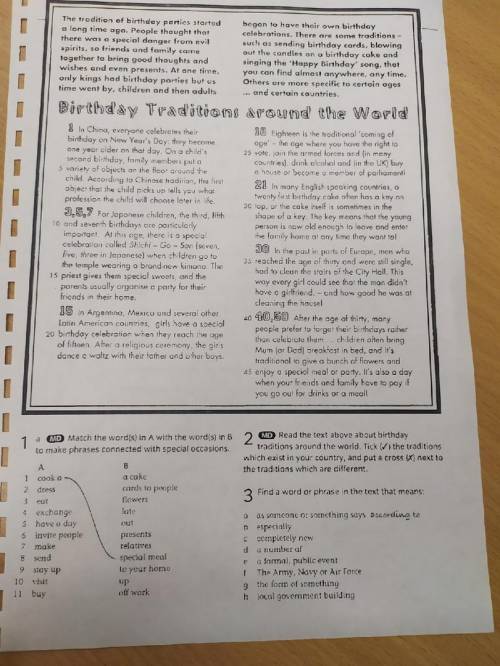 The tradition of birthday parties started
a long time ago. People thought that
there was a special danger from evil
spirits, so friends and family came
together to bring good thoughts and
wishes and even presents. At one time,
only kings had birthday parties but as
time went by, children and then adults
began to have their own birthday
celebrations. There are some traditions –
such as sending birthday cards, blowing
out the candles on a birthday cake and
singing the 'Happy Birthday' song, that
you can find almost anywhere, any time.
Others are more specific to certain ages
... and certain countries.
Birthday Traditions around the World
1 In China, everyone celebrates their
birthday on New Year's Day: they become
one year older on that day. On a child's
second birthday, family members put a
5 variety of objects on the floor around the
child. According to Chinese tradition, the first
object that the child picks up tells you what
profession the child will choose later in life.
3,5,7 For Japanese children, the third, fifth
10 and seventh birthdays are particularly
important. At this age, there is a special
celebration called Shichi – Go – San (seven,
five, three in Japanese) when children go to
the temple wearing a brand-new kimono. The
15 priest gives them special sweets, and the
parents usually organise a party for their
friends in their home.
15 In Argentina, Mexico and several other
Latin American countries, girls have a special
20 birthday celebration when they reach the age
of fifteen. After a religious ceremony, the girls
dance a waltz with their father and other boys.
18 Eighteen is the traditional 'coming of
age' – the age where you have the right to
25 vote, join the armed forces and (in many
countries), drink alcohol and (in the UK) buy
a house or become a member of parliament!
21 In many English speaking countries, a
twenty-first birthday cake often has a key on
30 top, or the cake itself is sometimes in the
shape of a key. The key means that the young
person is now old enough to leave and enter
the family home at any time they want to!
30 In the past in parts of Europe, men who
35 reached the age of thirty and were still single,
had to clean the stairs of the City Hall. This
way every girl could see that the man didn't
have a girlfriend, – and how good he was at
cleaning the house!
40 40,50 After the age of thirty, many
people prefer to forget their birthdays rather
than celebrate them ... children often bring
Mum (or Dad) breakfast in bed, and it's
traditional to give a bunch of flowers and
45 enjoy a special meal or party. It's also a day
when your friends and family have to pay if
you go out for drinks or a meal!
1 a MD Match the word(s) in A with the word(s) in B
to make phrases connected with special occasions.
A B
1 cook a a cake
2 dress cards to people
3 eat flowers
4 exchange late
5 have a day out
6 invite people presents
7 make relatives
8 send special meal
9 stay up to your home
10 visit up
11 buy off work
2 MD Read the text above about birthday
traditions around the world. Tick (✓) the traditions
which exist in your country, and put a cross (X) next to
the traditions which are different.
3 Find a word or phrase in the text that means:
a as someone or something says According to
b especially
c completely new
d a number of
e a formal, public event
f The Army, Navy or Air Force
g the form of something
h local government building